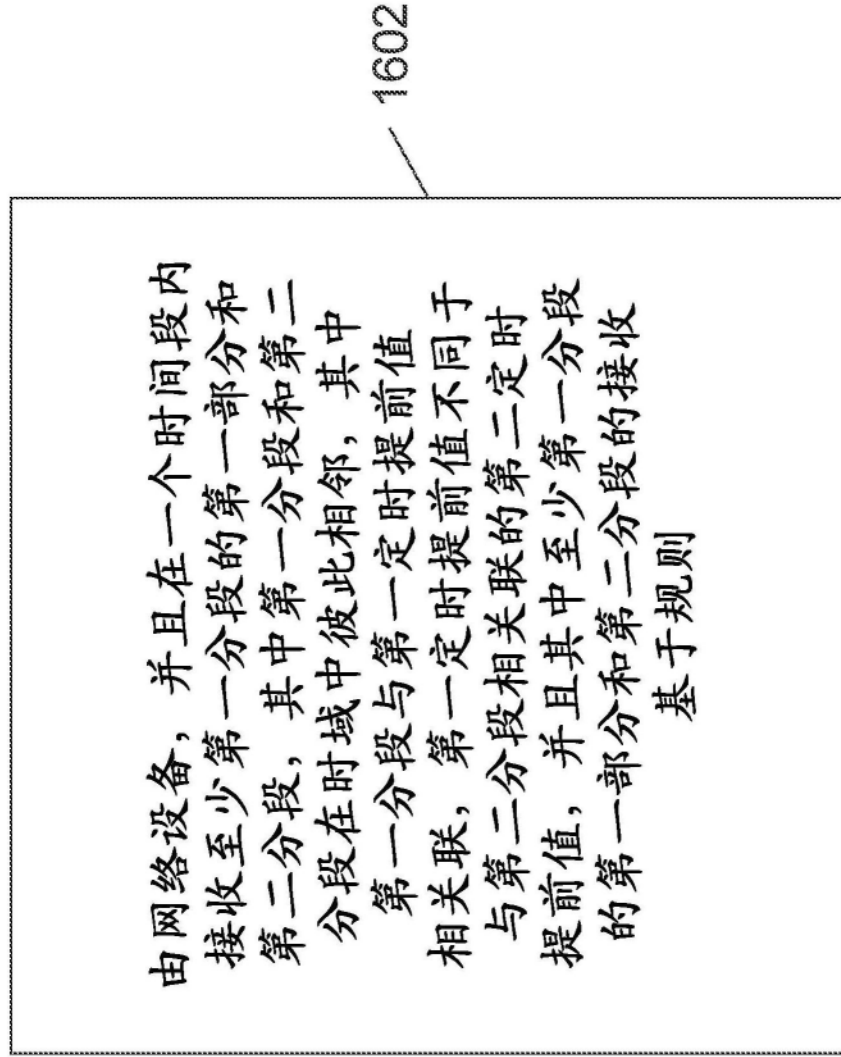 由网络设备，并且在一个时间段内
接收至少第一分段的第一部分和
第二分段，其中第一分段和第二
分段在时域中彼此相邻，其中
第一分段与第一定时提前值
相关联，第一定时提前值不同于
与第二分段相关联的第二定时
提前值，并且其中至少第一分段
的第一部分和第二分段的接收
基于规则
1602